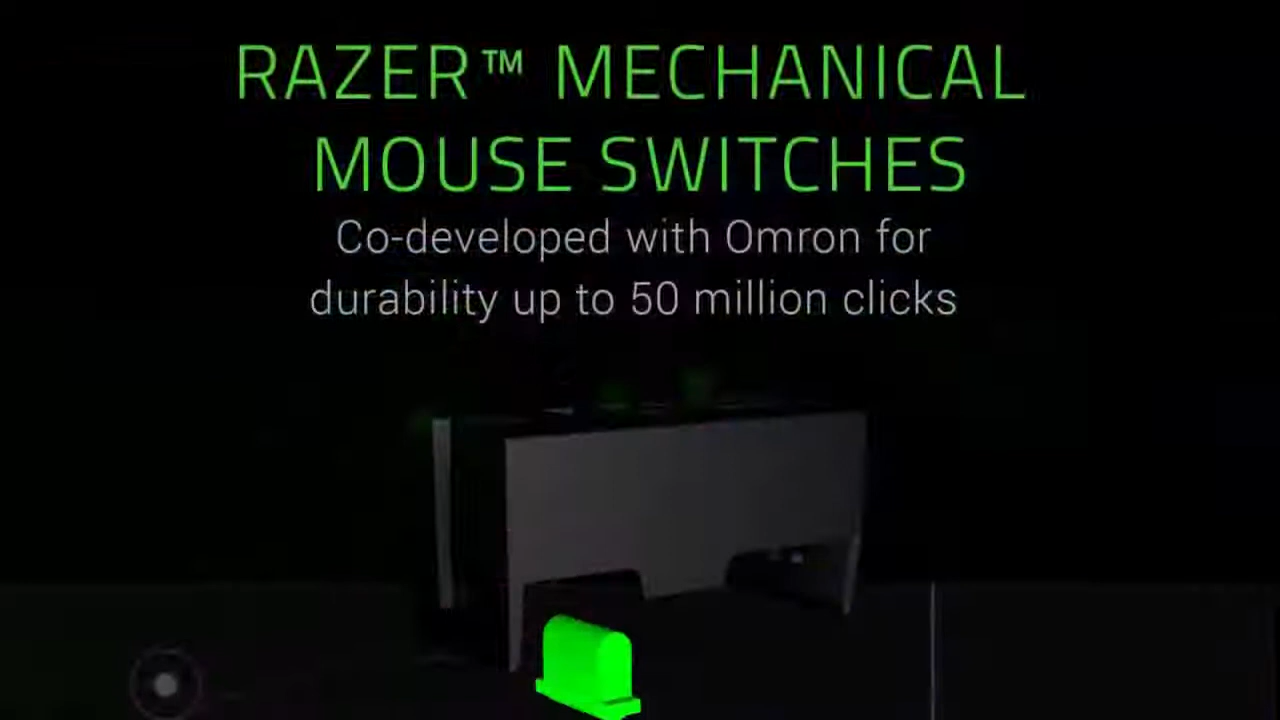 RAZER™ MECHANICAL
MOUSE SWITCHES
Co-developed with Omron for
durability up to 50 million clicks